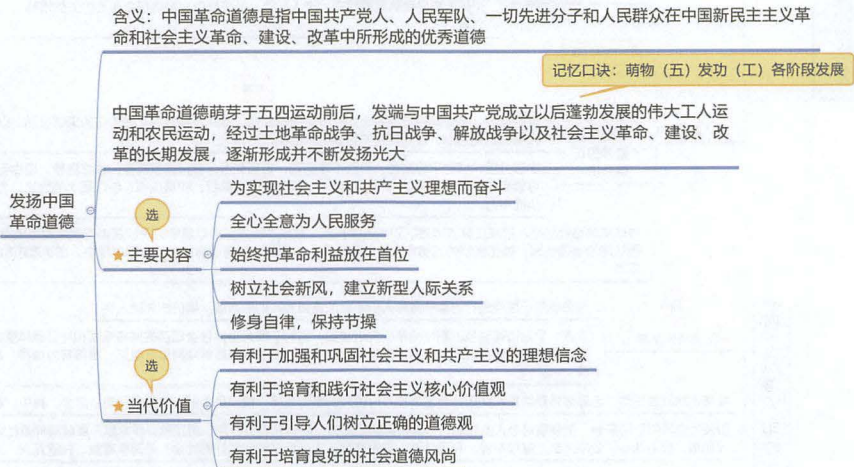 含义：中国革命道德是指中国共产党人、人民军队、一切先进分子和人民群众在中国新民主主义革
命和社会主义革命、建设、改革中所形成的优秀道德
记忆口诀：萌物（五）发功（工）各阶段发展
中国革命道德萌芽于五四运动前后，发端与中国共产党成立以后蓬勃发展的伟大工人运
动和农民运动，经过土地革命战争、抗日战争、解放战争以及社会主义革命、建设、改
革的长期发展，逐渐形成并不断发扬光大
发扬中国
革命道德
选
主要内容
为实现社会主义和共产主义理想而奋斗
全心全意为人民服务
始终把革命利益放在首位
树立社会新风，建立新型人际关系
修身自律，保持节操
选
当代价值
有利于加强和巩固社会主义和共产主义的理想信念
有利于培育和践行社会主义核心价值观
有利于引导人们树立正确的道德观
有利于培育良好的社会道德风尚